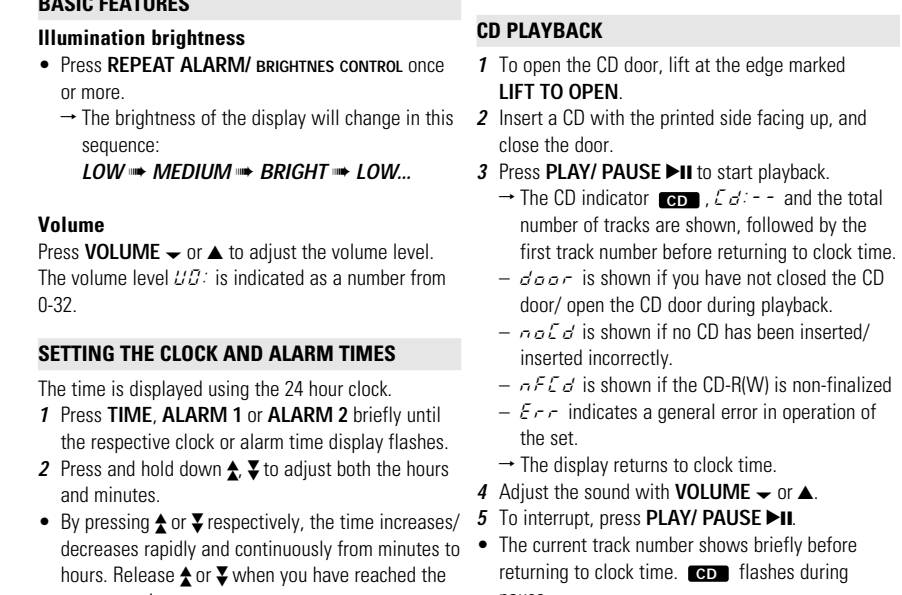 BASIC FEATURES
Illumination brightness
• Press REPEAT ALARM/ BRIGHTNES CONTROL once
or more.
→ The brightness of the display will change in this
sequence:
LOW ➠ MEDIUM ➠ BRIGHT ➠ LOW...
Volume
Press VOLUME ⏷ or ▲ to adjust the volume level.
The volume level UO: is indicated as a number from
0-32.
SETTING THE CLOCK AND ALARM TIMES
The time is displayed using the 24 hour clock.
1 Press TIME, ALARM 1 or ALARM 2 briefly until
the respective clock or alarm time display flashes.
2 Press and hold down ⯭, ⯯ to adjust both the hours
and minutes.
• By pressing ⯭ or ⯯ respectively, the time increases/
decreases rapidly and continuously from minutes to
hours. Release ⯭ or ⯯ when you have reached the
CD PLAYBACK
1 To open the CD door, lift at the edge marked
LIFT TO OPEN.
2 Insert a CD with the printed side facing up, and
close the door.
3 Press PLAY/ PAUSE ▶II to start playback.
→ The CD indicator CD , Cd:-- and the total
number of tracks are shown, followed by the
first track number before returning to clock time.
– door is shown if you have not closed the CD
door/ open the CD door during playback.
– noCd is shown if no CD has been inserted/
inserted incorrectly.
– nFCd is shown if the CD-R(W) is non-finalized
– Err indicates a general error in operation of
the set.
→ The display returns to clock time.
4 Adjust the sound with VOLUME ⏷ or ▲.
5 To interrupt, press PLAY/ PAUSE ▶II.
• The current track number shows briefly before
returning to clock time. CD flashes during